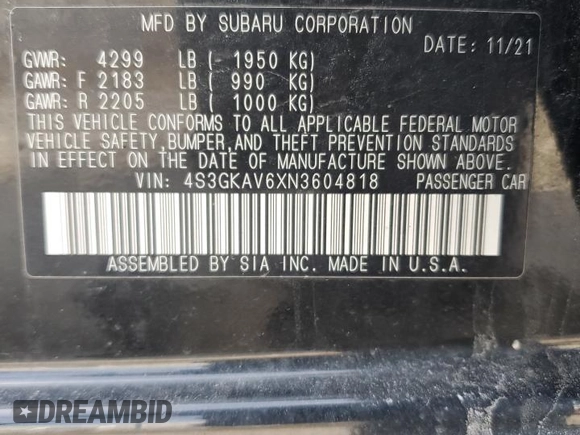 MFD BY SUBARU CORPORATION
DATE: 11/21
GVWR: 4299 LB ( 1950 KG)
GAWR: F 2183 LB ( 990 KG)
GAWR: R 2205 LB ( 1000 KG)
THIS VEHICLE CONFORMS TO ALL APPLICABLE FEDERAL MOTOR
VEHICLE SAFETY, BUMPER, AND THEFT PREVENTION STANDARDS
IN EFFECT ON THE DATE OF MANUFACTURE SHOWN ABOVE.
VIN: 4S3GKAV6XN3604818 PASSENGER CAR
ASSEMBLED BY SIA INC. MADE IN U.S.A.
DREAMBID